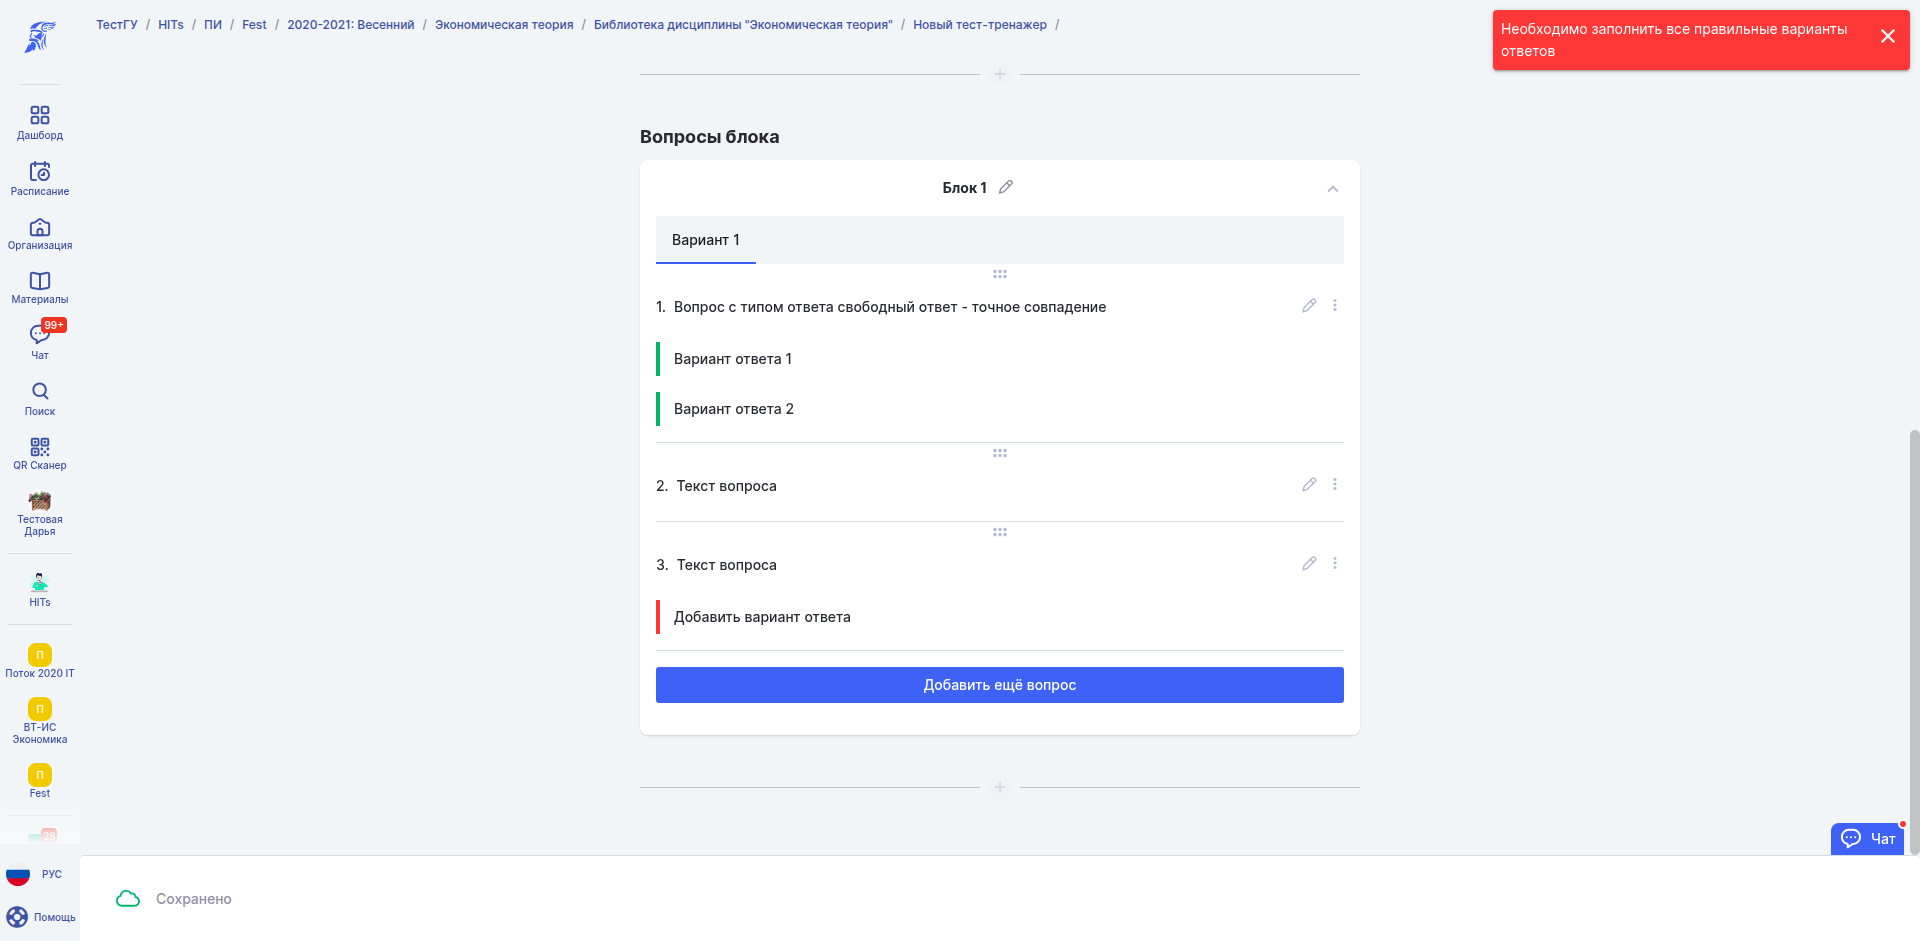 ТестГУ / HITs / ПИ / Fest / 2020-2021: Весенний / Экономическая теория / Библиотека дисциплины "Экономическая теория" / Новый тест-тренажер /
Необходимо заполнить все правильные варианты
ответов
Дашборд
Расписание
Организация
Материалы
99+
Чат
Поиск
QR Сканер
Тестовая
Дарья
HITs
П
Поток 2020 IT
П
ВТ-ИС
Экономика
П
Fest
28
РУС
Помощь
Вопросы блока
Блок 1
Вариант 1
1. Вопрос с типом ответа свободный ответ - точное совпадение
Вариант ответа 1
Вариант ответа 2
2. Текст вопроса
3. Текст вопроса
Добавить вариант ответа
Добавить ещё вопрос
Чат
Сохранено